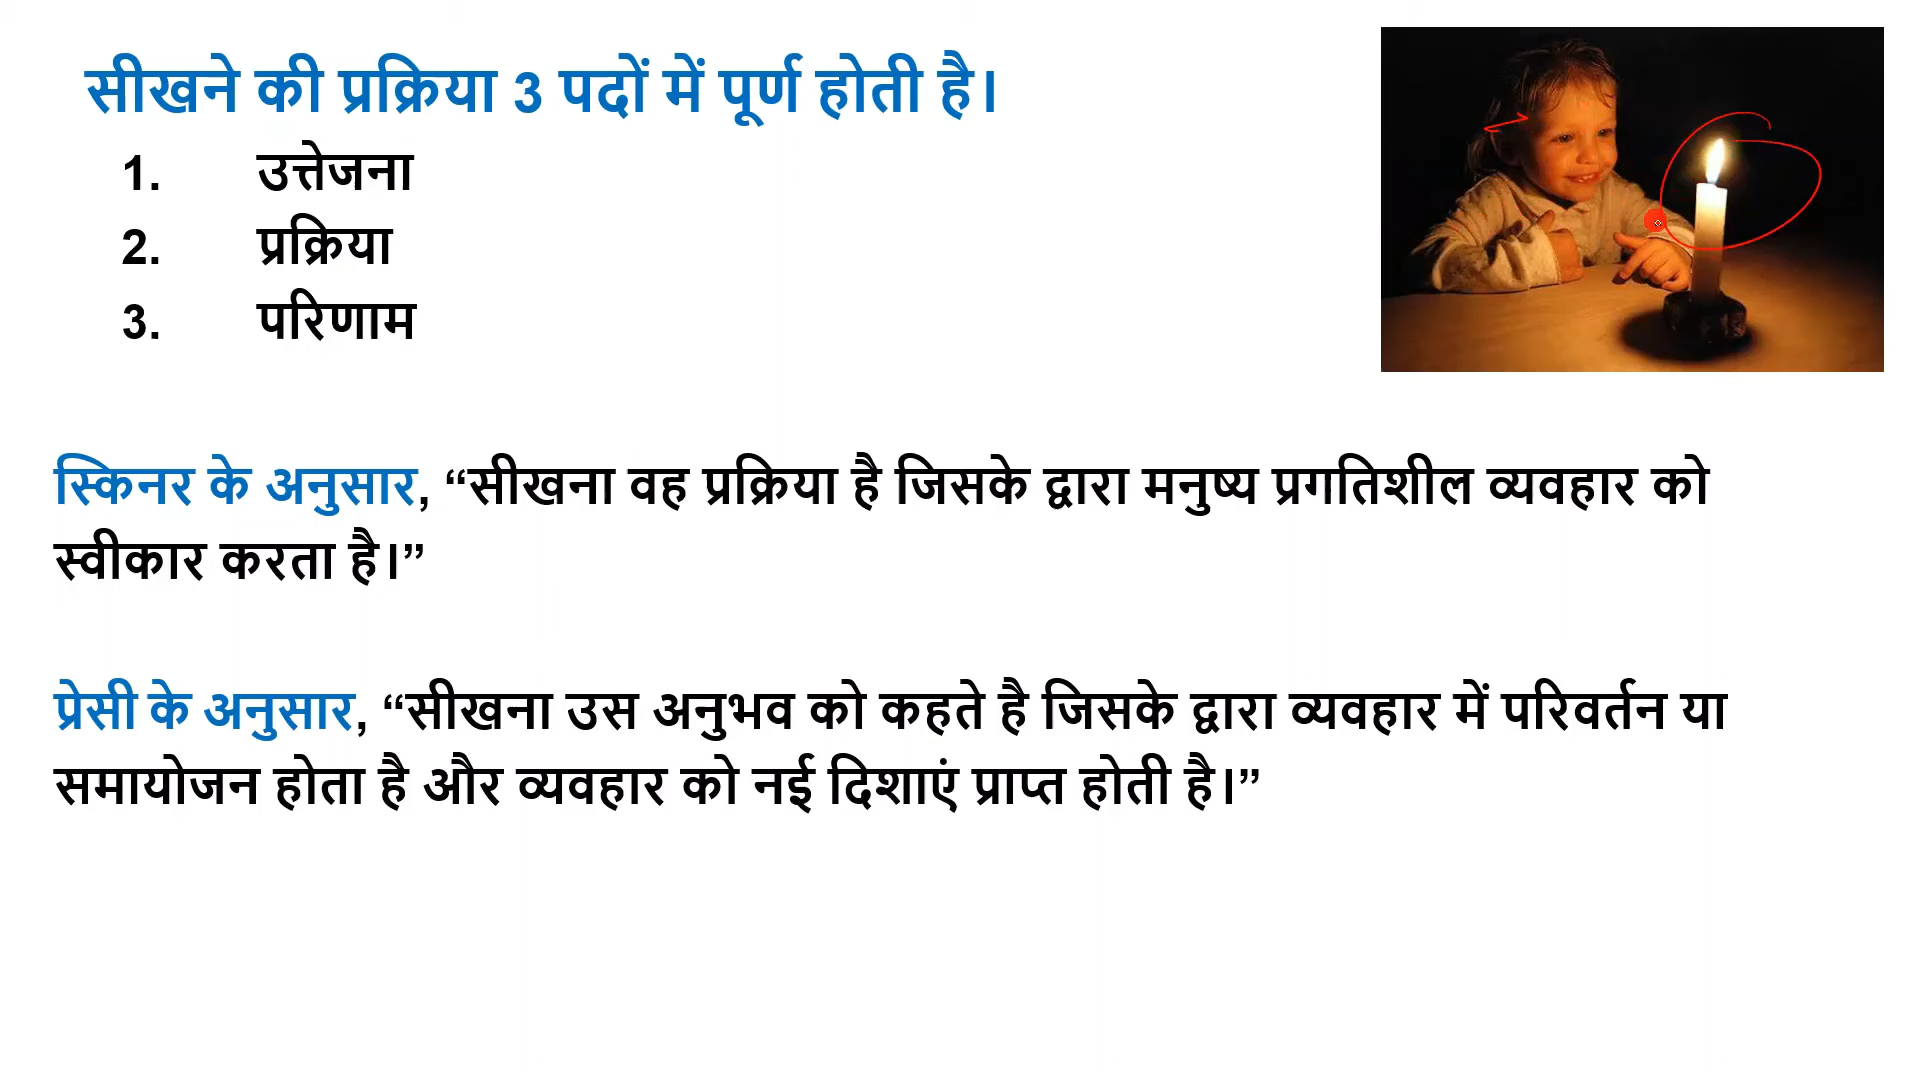 सीखने की प्रक्रिया 3 पदों में पूर्ण होती है।
1. उत्तेजना
2. प्रक्रिया
3. परिणाम
स्किनर के अनुसार, “सीखना वह प्रक्रिया है जिसके द्वारा मनुष्य प्रगतिशील व्यवहार को
स्वीकार करता है।”
प्रेसी के अनुसार, “सीखना उस अनुभव को कहते है जिसके द्वारा व्यवहार में परिवर्तन या
समायोजन होता है और व्यवहार को नई दिशाएं प्राप्त होती है।”